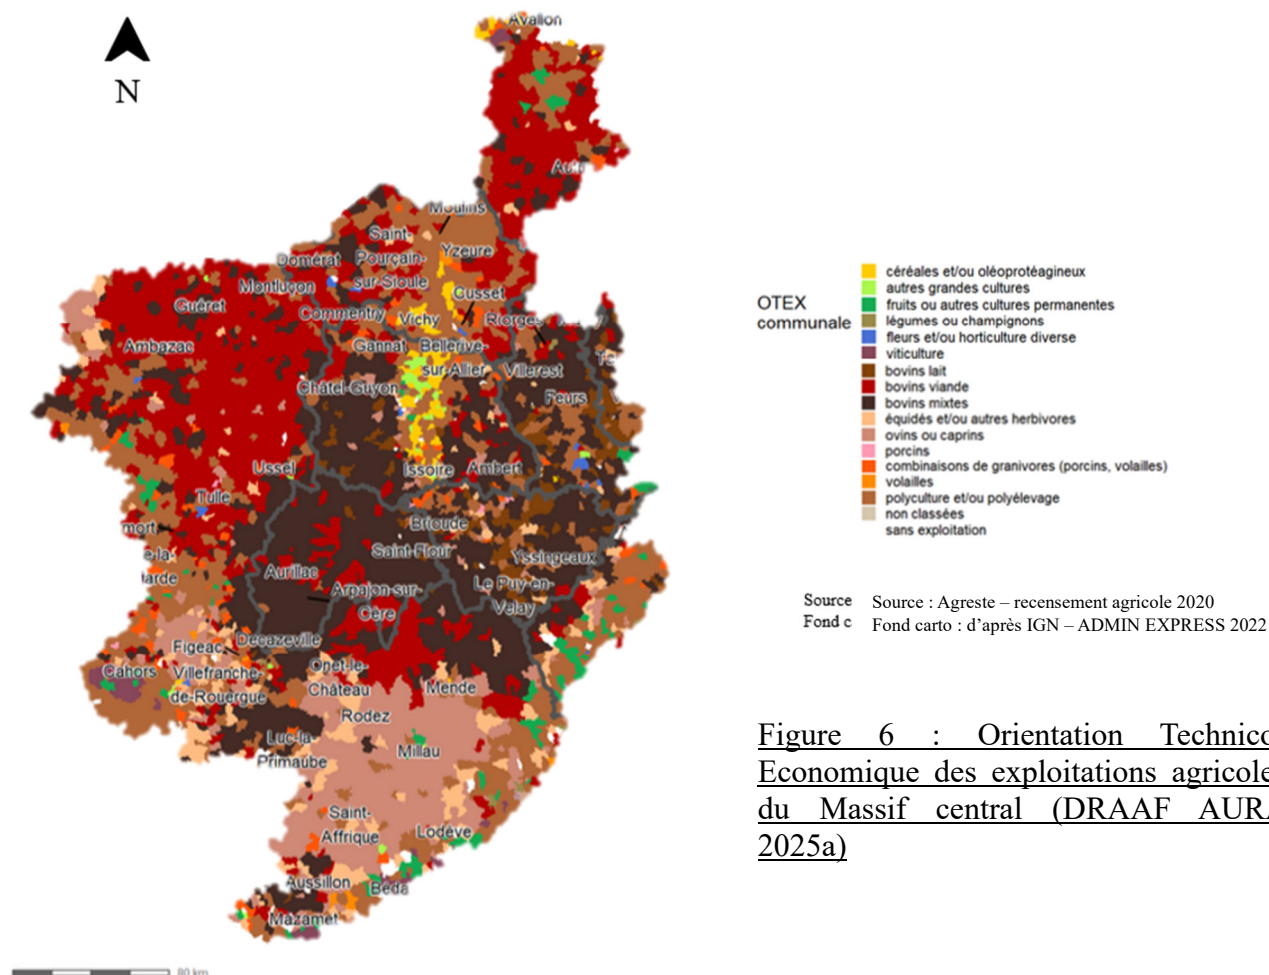 N
Avallon
Autun
Moulins
Saint-
Pourçain-
sur-Sioule
Yzeure
Domérat
Montluçon
Guéret
Cusset
Commentry
Vichy
Riorges
Ambazac
Gannat
Bellerive-
sur-Allier
Villerest
Châtel-Guyon
Feurs
Ussel
Issoire
Ambert
Tulle
mort
Brioude
Saint-Flour
Yssingeaux
e-la-
larde
Aurillac
Arpajon-sur-
Cère
Le Puy-en-
Velay
Decazeville
Figeac
Cahors
Villefranche-
de-Rouergue
Onet-le-
Château
Mende
Rodez
Luc-la-
Primaube
Millau
Saint-
Affrique
Lodève
Aussillon
Béda
Mazamet
80 km
OTEX
communale
céréales et/ou oléoprotéagineux
autres grandes cultures
fruits ou autres cultures permanentes
légumes ou champignons
fleurs et/ou horticulture diverse
viticulture
bovins lait
bovins viande
bovins mixtes
équidés et/ou autres herbivores
ovins ou caprins
porcins
combinaisons de granivores (porcins, volailles)
volailles
polyculture et/ou polyélevage
non classées
sans exploitation
Source Source : Agreste – recensement agricole 2020
Fond c Fond carto : d'après IGN – ADMIN EXPRESS 2022
Figure 6 : Orientation Technico
Economique des exploitations agricole
du Massif central (DRAAF AURA
2025a)